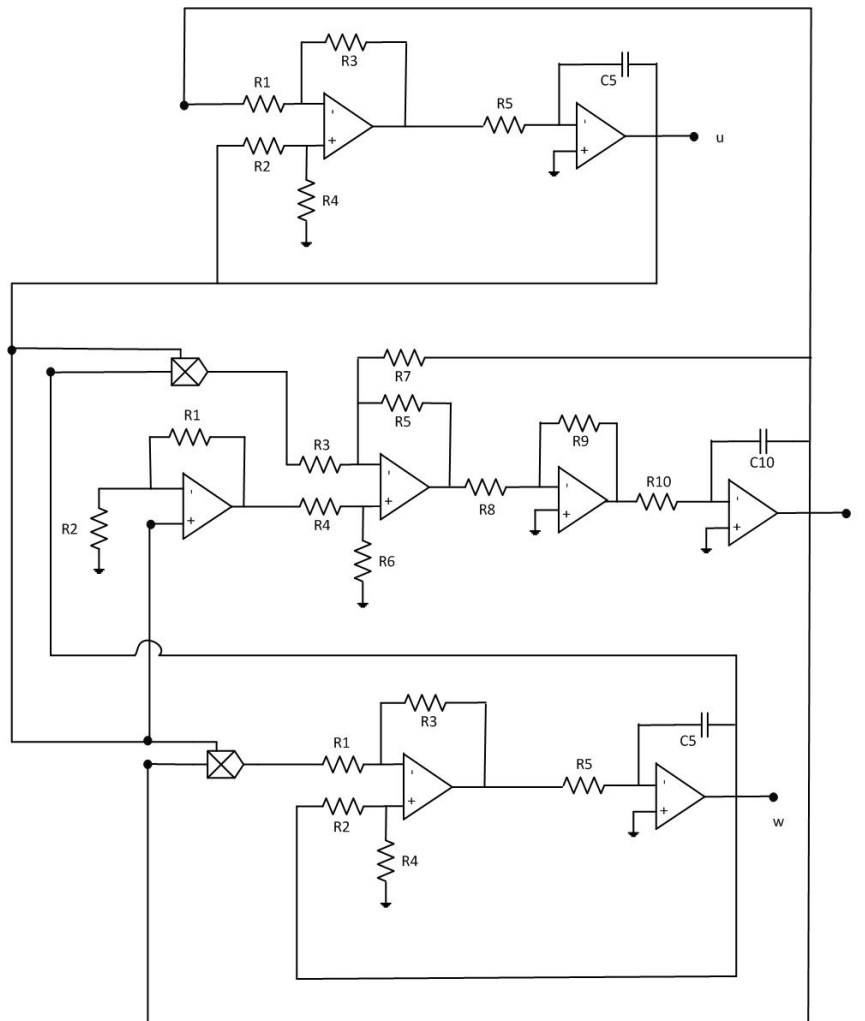 R3
R1
C5
R5
-
-
u
R2
+
+
R4
R7
R1
R5
R9
R3
C10
R10
-
-
-
-
R2
+
R4
+
R8
+
+
R6
R3
R1
C5
R5
-
-
R2
+
+
w
R4